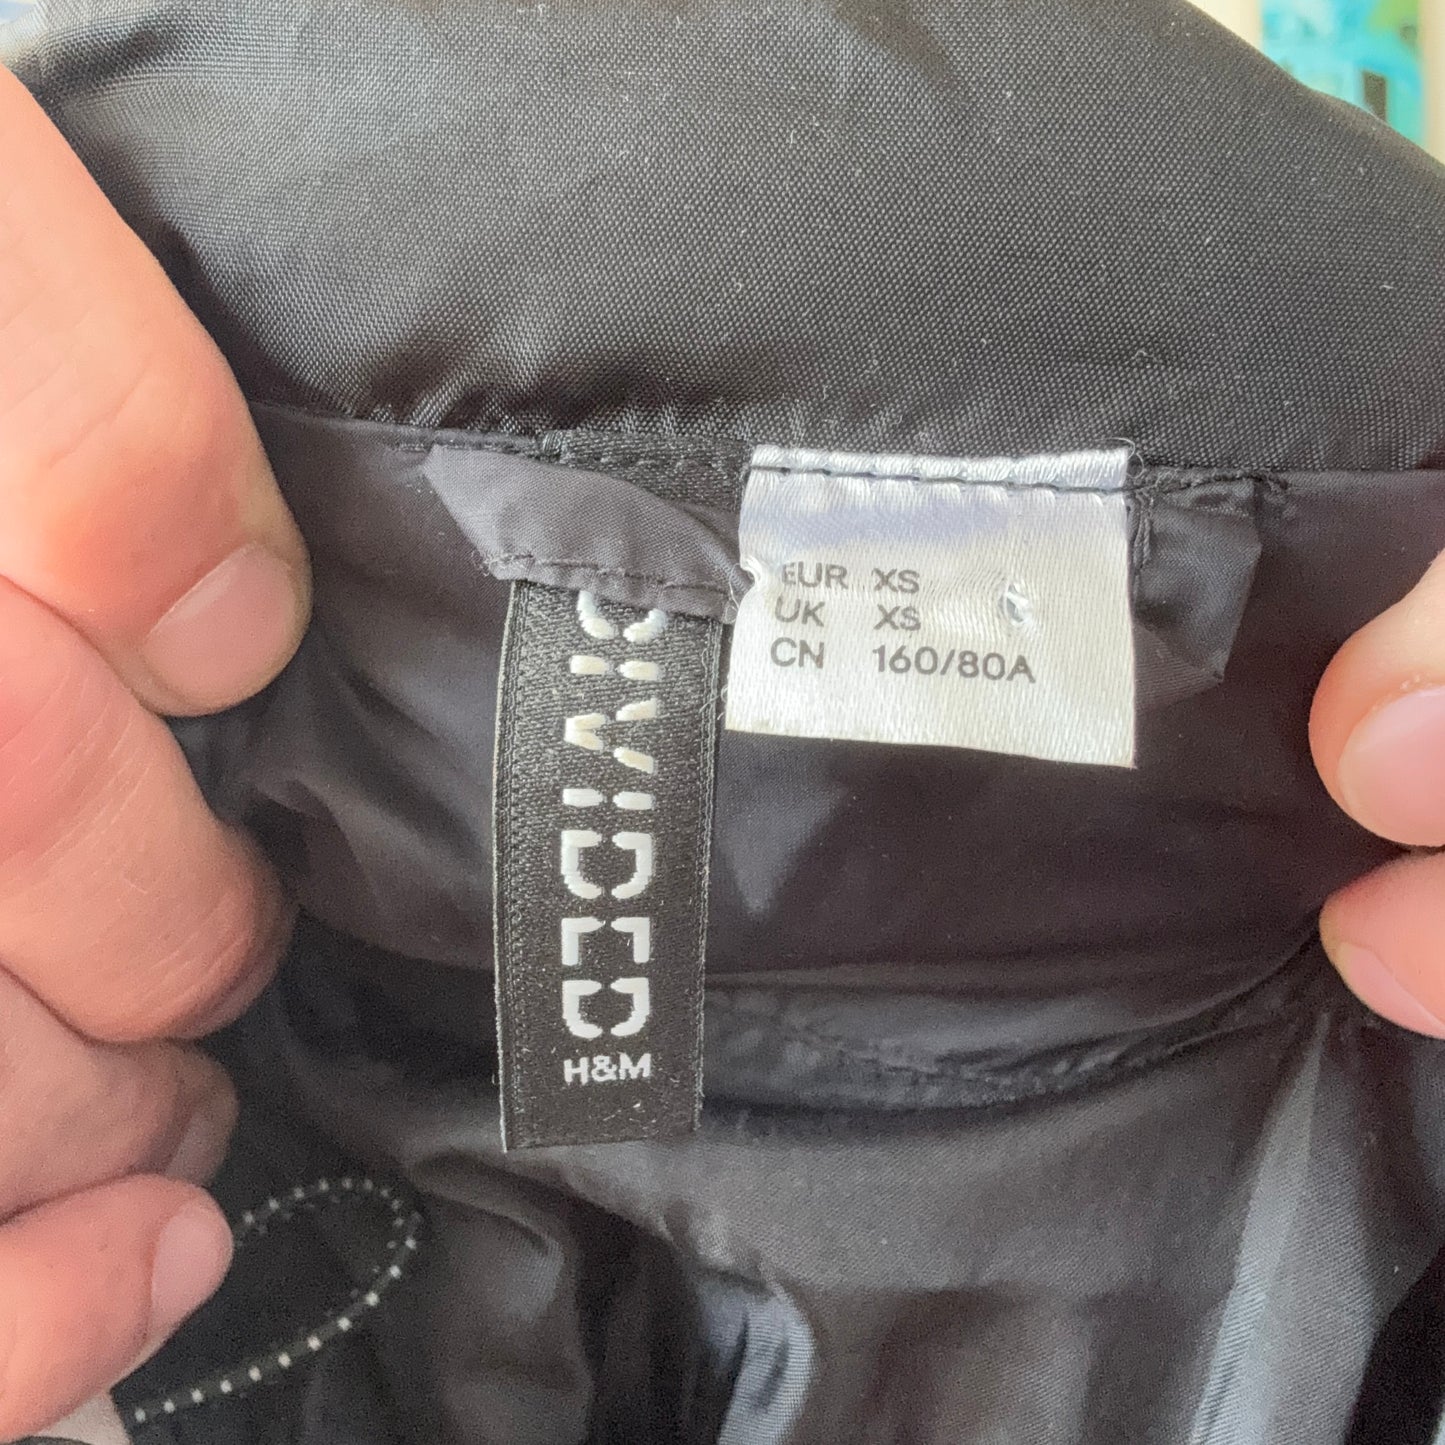 DIVIDED
H&M
EUR XS
UK XS
CN 160/80A